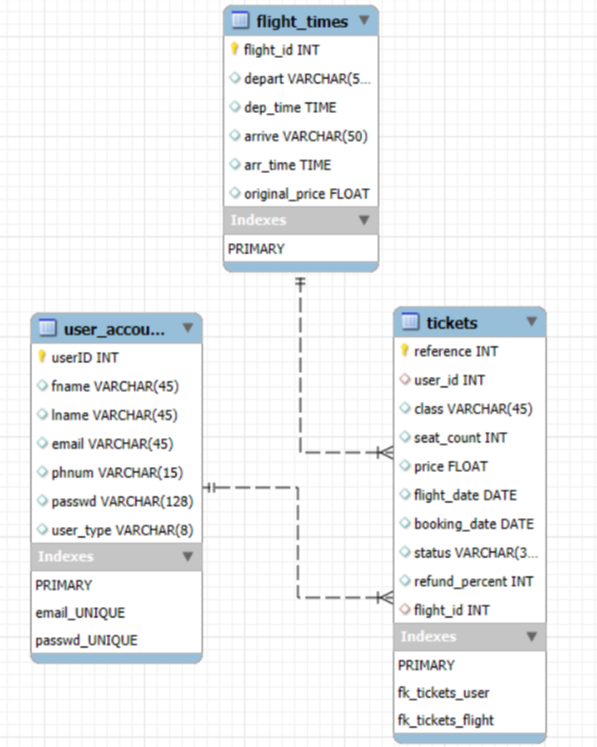 flight_times
flight_id INT
depart VARCHAR(5...
dep_time TIME
arrive VARCHAR(50)
arr_time TIME
original_price FLOAT
Indexes
PRIMARY
user_accou...
userID INT
fname VARCHAR(45)
lname VARCHAR(45)
email VARCHAR(45)
phnum VARCHAR(15)
passwd VARCHAR(128)
user_type VARCHAR(8)
Indexes
PRIMARY
email_UNIQUE
passwd_UNIQUE
tickets
reference INT
user_id INT
class VARCHAR(45)
seat_count INT
price FLOAT
flight_date DATE
booking_date DATE
status VARCHAR(3...
refund_percent INT
flight_id INT
Indexes
PRIMARY
fk_tickets_user
fk_tickets_flight